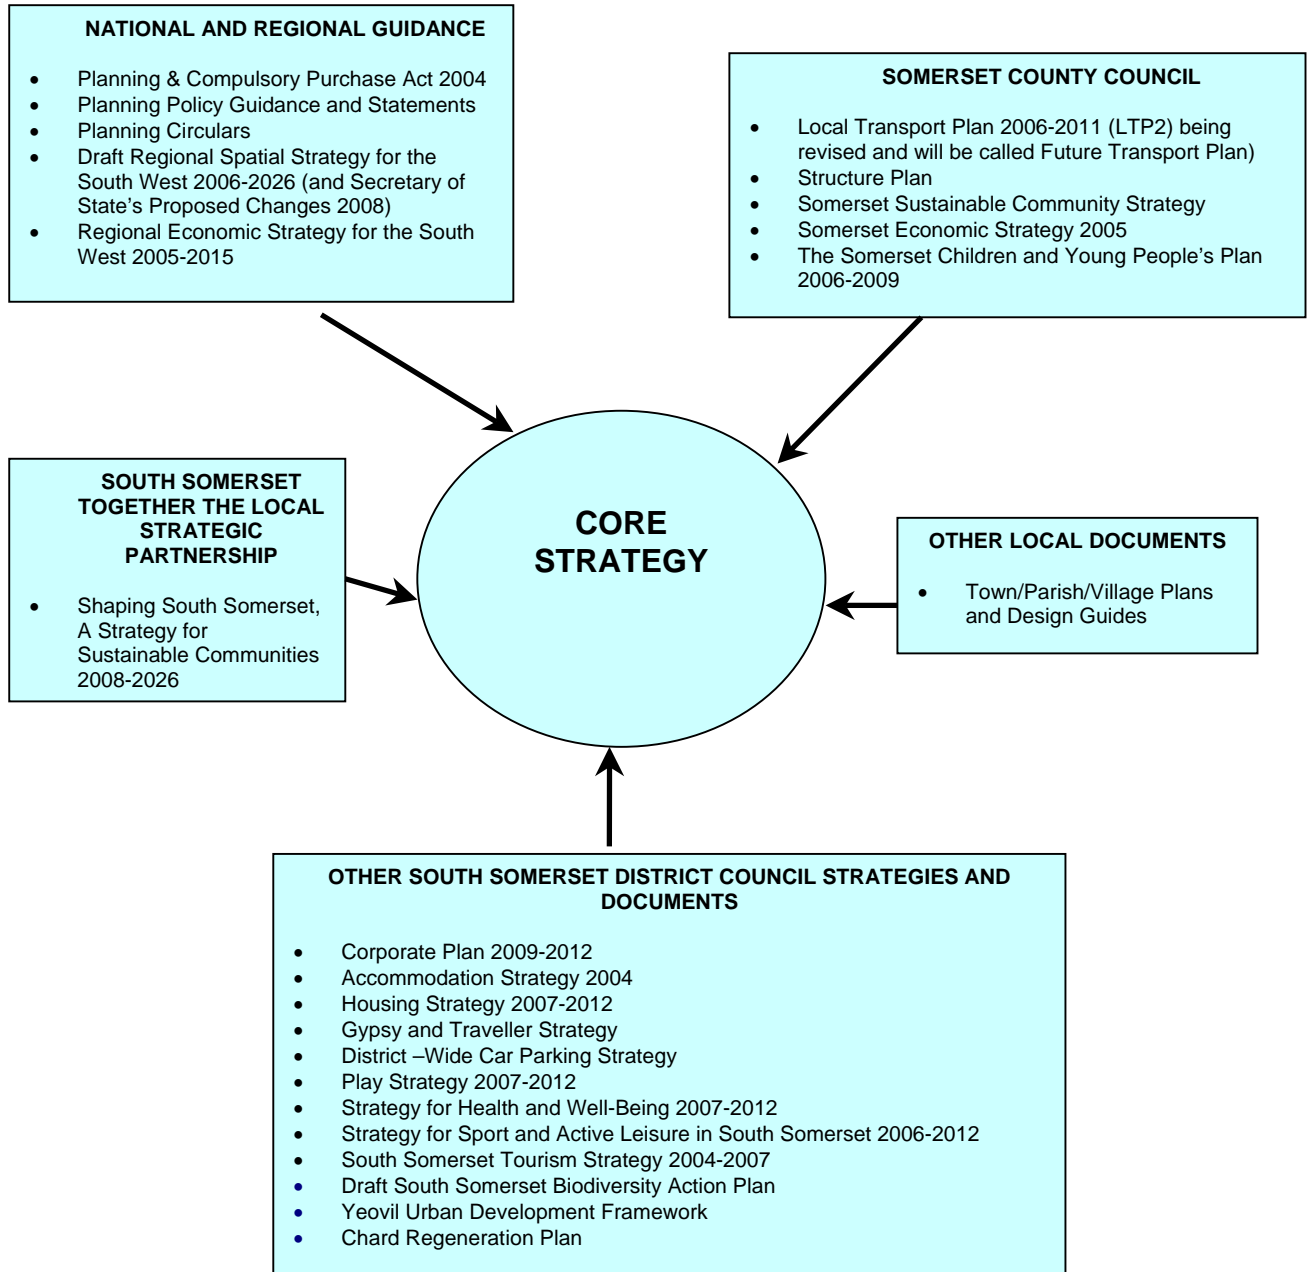 NATIONAL AND REGIONAL GUIDANCE
• Planning & Compulsory Purchase Act 2004
• Planning Policy Guidance and Statements
• Planning Circulars
• Draft Regional Spatial Strategy for the
South West 2006-2026 (and Secretary of
State's Proposed Changes 2008)
• Regional Economic Strategy for the South
West 2005-2015
SOMERSET COUNTY COUNCIL
• Local Transport Plan 2006-2011 (LTP2) being
revised and will be called Future Transport Plan)
• Structure Plan
• Somerset Sustainable Community Strategy
• Somerset Economic Strategy 2005
• The Somerset Children and Young People's Plan
2006-2009
SOUTH SOMERSET
TOGETHER THE LOCAL
STRATEGIC
PARTNERSHIP
• Shaping South Somerset,
A Strategy for
Sustainable Communities
2008-2026
CORE
STRATEGY
OTHER LOCAL DOCUMENTS
• Town/Parish/Village Plans
and Design Guides
OTHER SOUTH SOMERSET DISTRICT COUNCIL STRATEGIES AND
DOCUMENTS
• Corporate Plan 2009-2012
• Accommodation Strategy 2004
• Housing Strategy 2007-2012
• Gypsy and Traveller Strategy
• District –Wide Car Parking Strategy
• Play Strategy 2007-2012
• Strategy for Health and Well-Being 2007-2012
• Strategy for Sport and Active Leisure in South Somerset 2006-2012
• South Somerset Tourism Strategy 2004-2007
• Draft South Somerset Biodiversity Action Plan
• Yeovil Urban Development Framework
• Chard Regeneration Plan